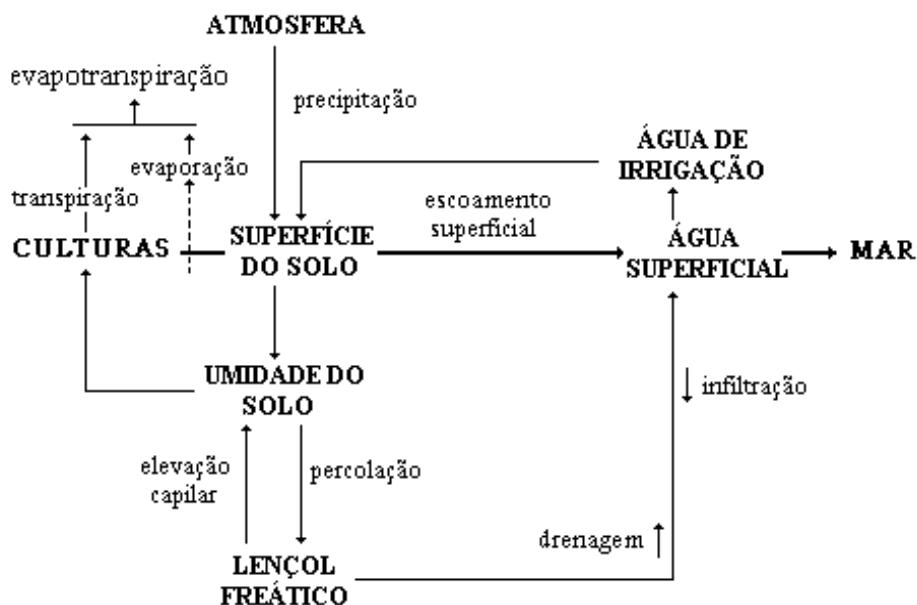 ATMOSFERA
evapotranspiração
precipitação
ÁGUA DE
IRRIGAÇÃO
evaporação
transpiração
escoamento
superficial
CULTURAS
SUPERFÍCIE
DO SOLO
ÁGUA
SUPERFICIAL
MAR
UMIDADE DO
SOLO
infiltração
elevação
capilar
percolação
drenagem
LENÇOL
FREÁTICO